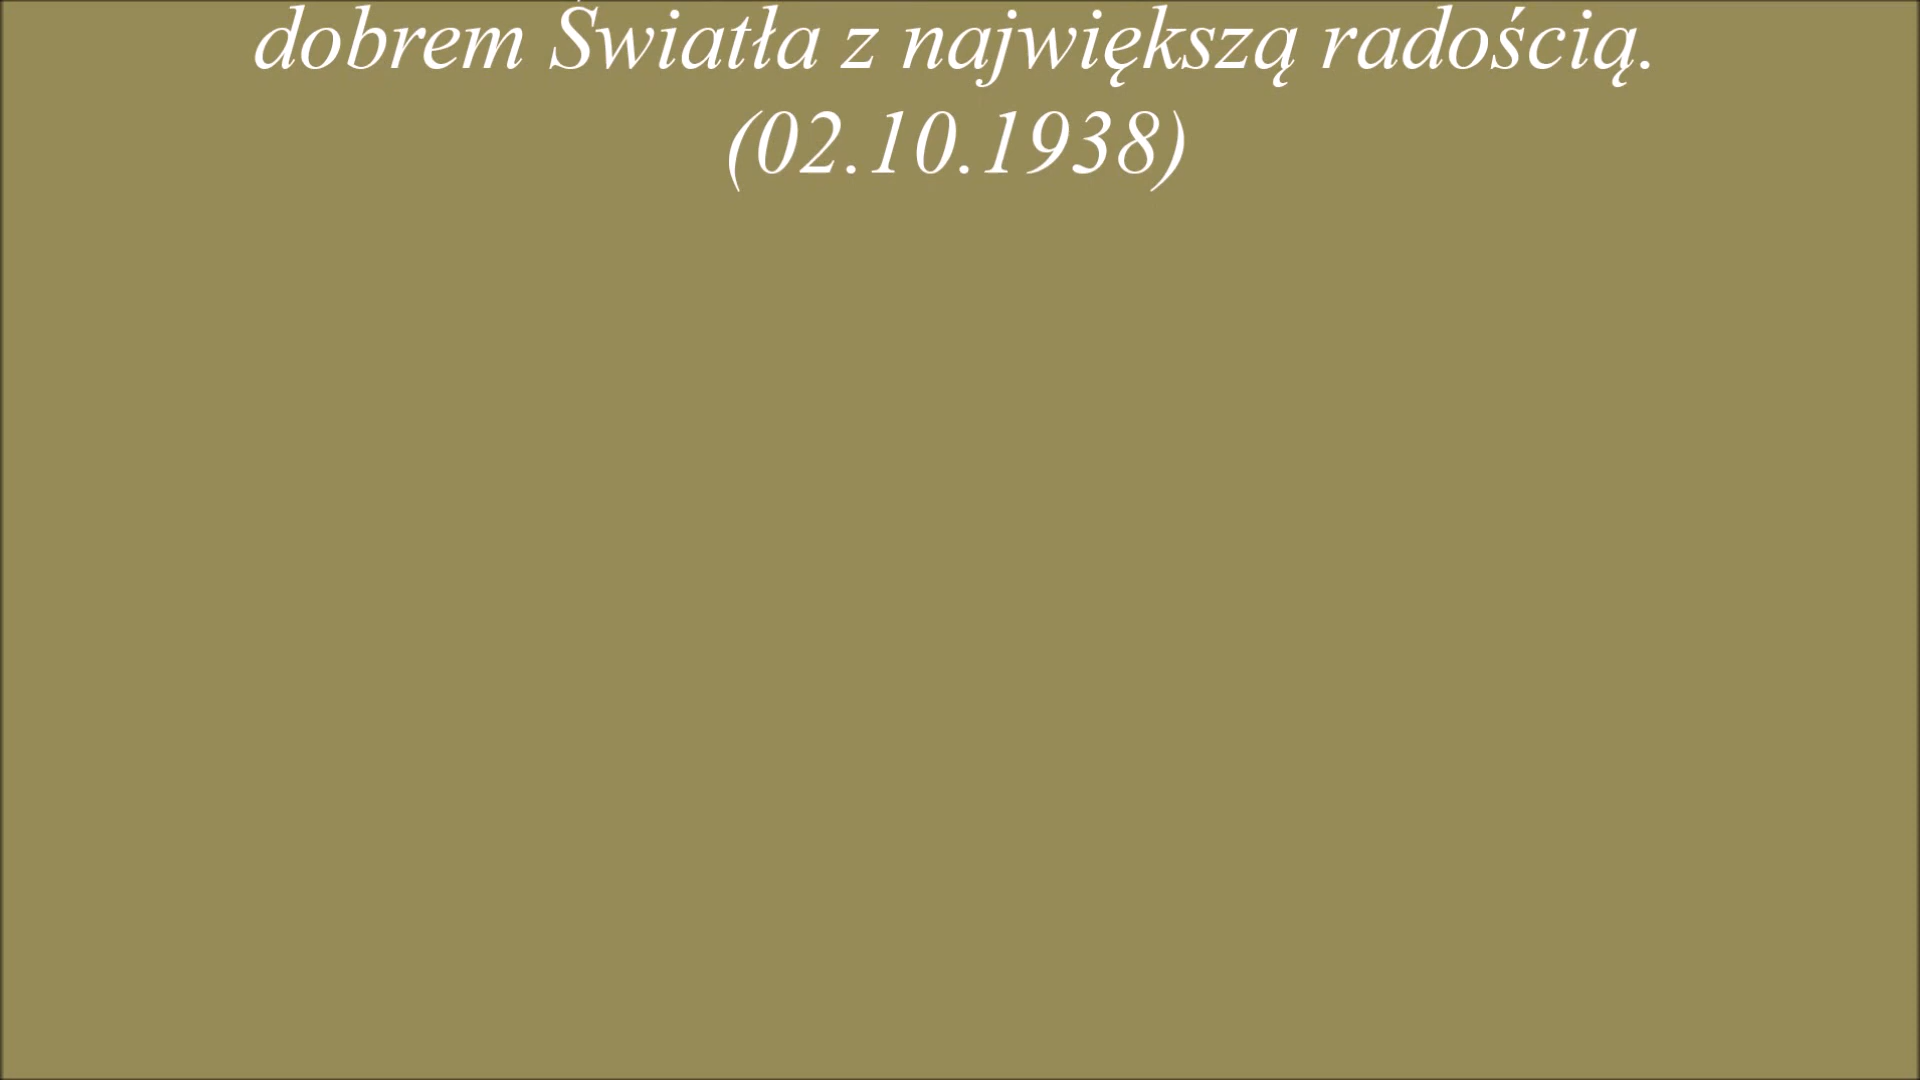 dobrem Światła z największą radością.
(02.10.1938)